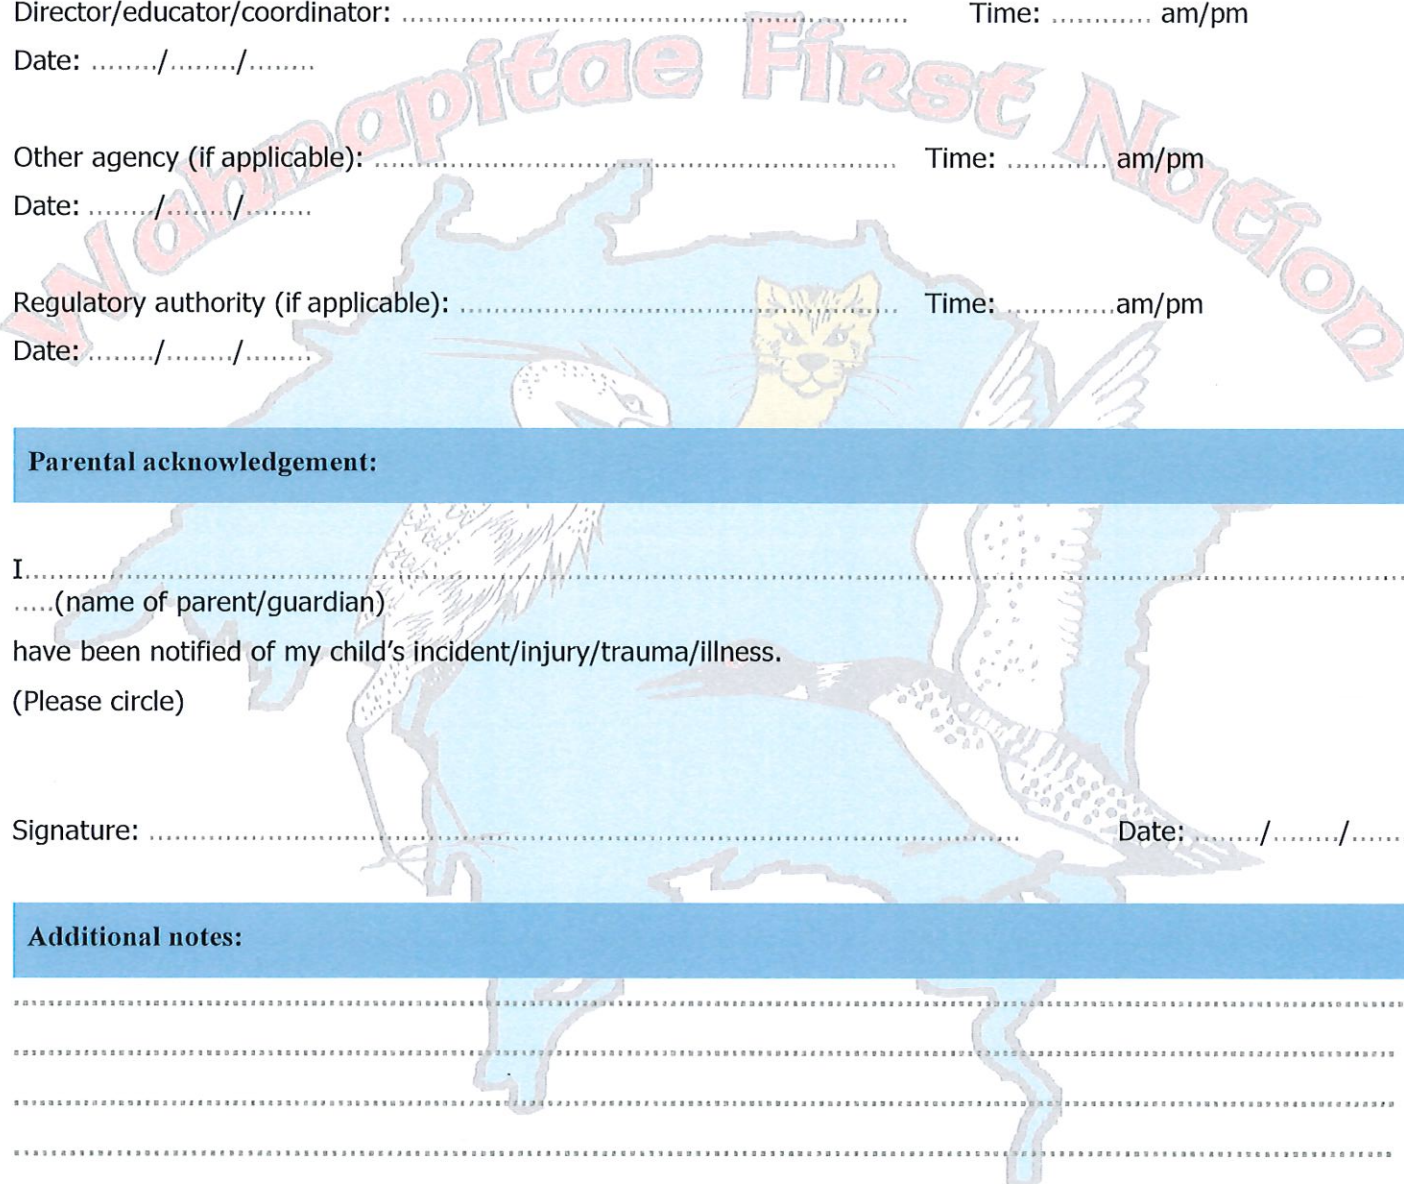 Director/educator/coordinator: ........................................ Time: ............ am/pm
Date: ......../......../........
Wahnapitae First Nation
Other agency (if applicable): ........................................ Time: ............ am/pm
Date: ......../......../........
Regulatory authority (if applicable): ........................................ Time: .............am/pm
Date: ......../......../........
Parental acknowledgement:
I........................................................................
.....(name of parent/guardian)
have been notified of my child's incident/injury/trauma/illness.
(Please circle)
Signature: ........................................ Date: ......../......../......
Additional notes:
........................................................................
........................................................................
........................................................................
........................................................................